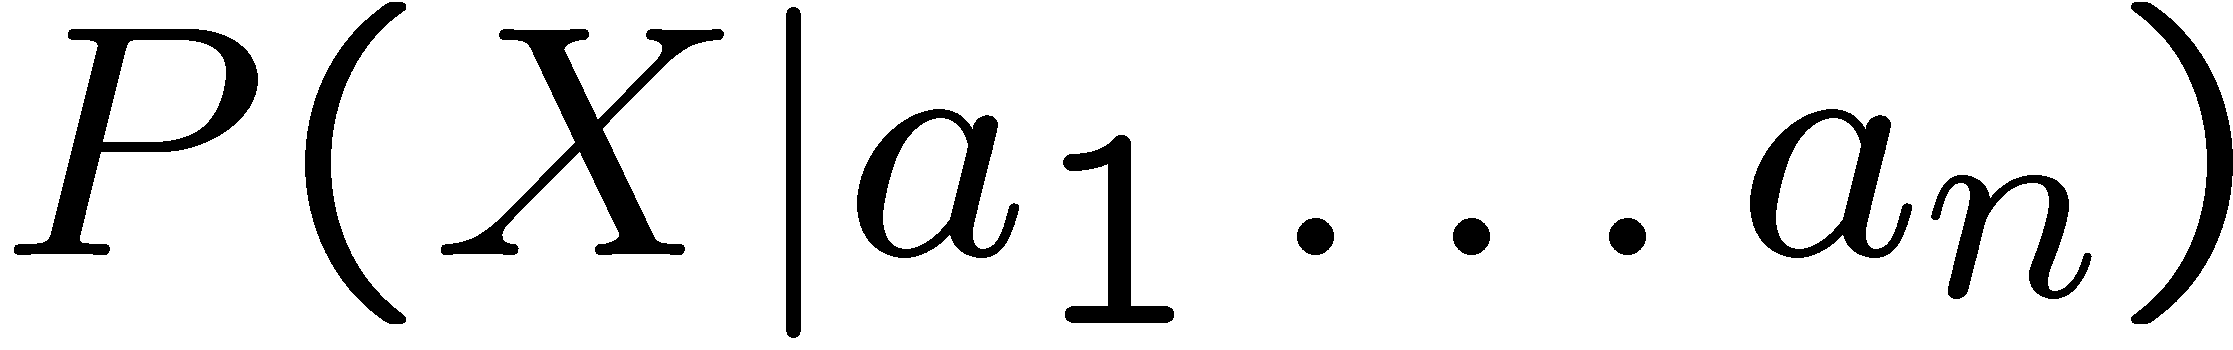 P(X|a₁ . . . aₙ)